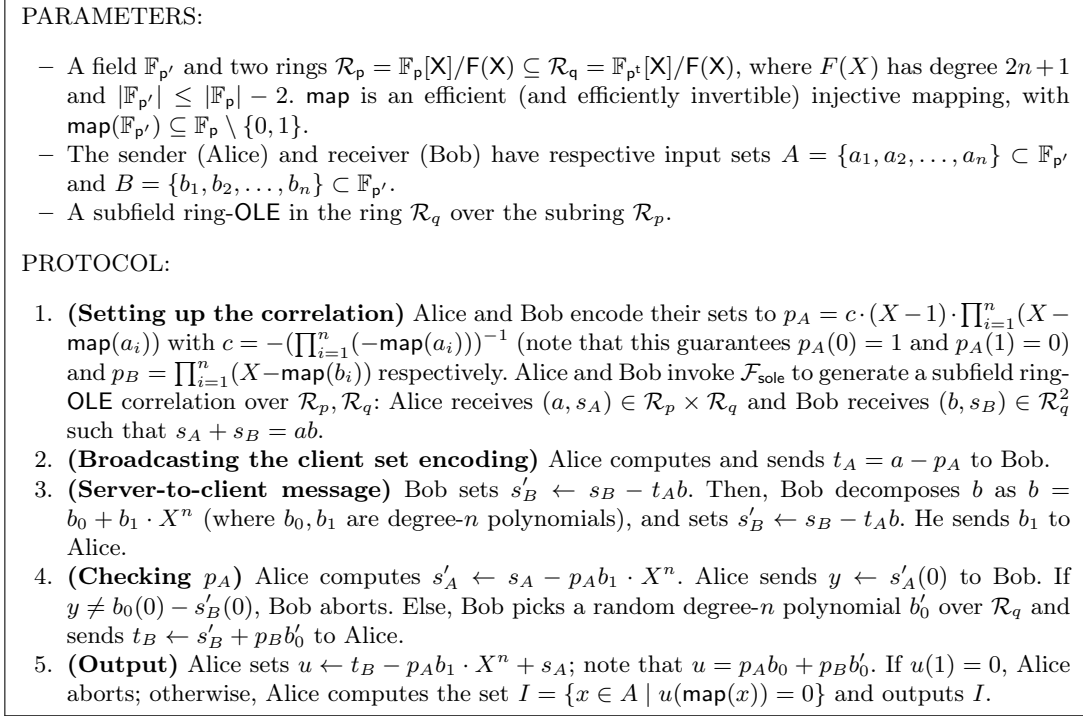 PARAMETERS:
– A field 𝔽_{p′} and two rings ℛ_p = 𝔽_p[X]/F(X) ⊆ ℛ_q = 𝔽_{p^t}[X]/F(X), where F(X) has degree 2n+1
and |𝔽_{p′}| ≤ |𝔽_p| − 2. map is an efficient (and efficiently invertible) injective mapping, with
map(𝔽_{p′}) ⊆ 𝔽_p \ {0, 1}.
– The sender (Alice) and receiver (Bob) have respective input sets A = {a_1, a_2, . . . , a_n} ⊂ 𝔽_{p′}
and B = {b_1, b_2, . . . , b_n} ⊂ 𝔽_{p′}.
– A subfield ring-OLE in the ring ℛ_q over the subring ℛ_p.
PROTOCOL:
1. (Setting up the correlation) Alice and Bob encode their sets to p_A = c · (X − 1) · ∏_{i=1}^n (X −
map(a_i)) with c = −(∏_{i=1}^n (−map(a_i)))^{−1} (note that this guarantees p_A(0) = 1 and p_A(1) = 0)
and p_B = ∏_{i=1}^n (X−map(b_i)) respectively. Alice and Bob invoke ℱ_sole to generate a subfield ring-
OLE correlation over ℛ_p, ℛ_q: Alice receives (a, s_A) ∈ ℛ_p × ℛ_q and Bob receives (b, s_B) ∈ ℛ_q^2
such that s_A + s_B = ab.
2. (Broadcasting the client set encoding) Alice computes and sends t_A = a − p_A to Bob.
3. (Server-to-client message) Bob sets s′_B ← s_B − t_A b. Then, Bob decomposes b as b =
b_0 + b_1 · X^n (where b_0, b_1 are degree-n polynomials), and sets s′_B ← s_B − t_A b. He sends b_1 to
Alice.
4. (Checking p_A) Alice computes s′_A ← s_A − p_A b_1 · X^n. Alice sends y ← s′_A(0) to Bob. If
y ≠ b_0(0) − s′_B(0), Bob aborts. Else, Bob picks a random degree-n polynomial b′_0 over ℛ_q and
sends t_B ← s′_B + p_B b′_0 to Alice.
5. (Output) Alice sets u ← t_B − p_A b_1 · X^n + s_A; note that u = p_A b_0 + p_B b′_0. If u(1) = 0, Alice
aborts; otherwise, Alice computes the set I = {x ∈ A | u(map(x)) = 0} and outputs I.